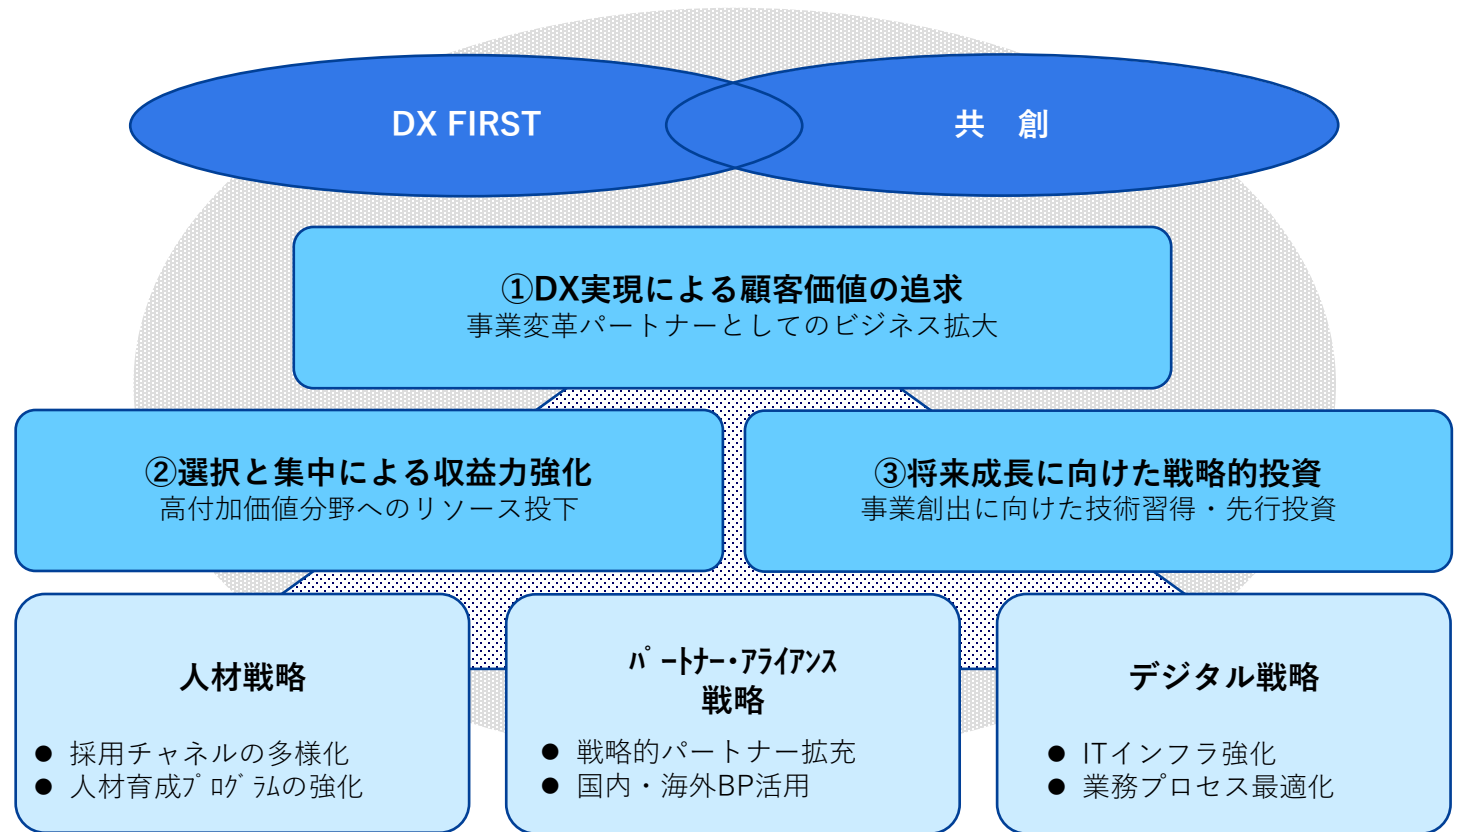 DX FIRST
共　創
①DX実現による顧客価値の追求
事業変革パートナーとしてのビジネス拡大
②選択と集中による収益力強化
高付加価値分野へのリソース投下
③将来成長に向けた戦略的投資
事業創出に向けた技術習得・先行投資
人材戦略
● 採用チャネルの多様化
● 人材育成ﾌﾟﾛｸﾞﾗﾑの強化
ﾊﾟｰﾄﾅｰ・ｱﾗｲｱﾝｽ
戦略
● 戦略的パートナー拡充
● 国内・海外BP活用
デジタル戦略
● ITインフラ強化
● 業務プロセス最適化